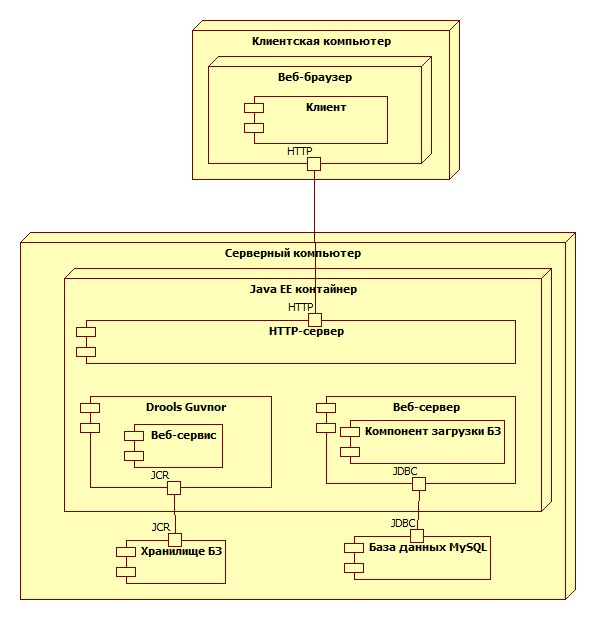 Клиентская компьютер
Веб-браузер
Клиент
HTTP
Серверный компьютер
Java EE контайнер
HTTP
HTTP-сервер
Drools Guvnor
Веб-сервер
Веб-сервис
Компонент загрузки БЗ
JCR
JDBC
JCR
JDBC
Хранилище БЗ
База данных MySQL